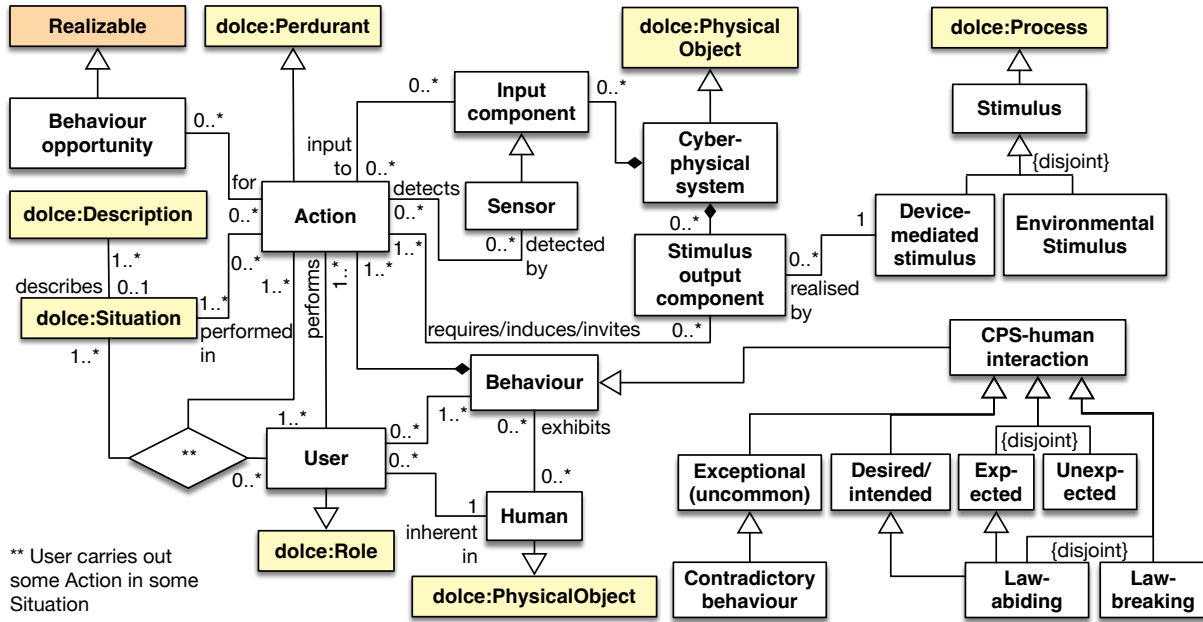 Realizable
dolce:Perdurant
dolce:Physical
Object
dolce:Process
0..*
Input
component
0..*
Stimulus
Behaviour
opportunity
0..*
input
to
0..*
Cyber-
physical
system
{disjoint}
for
detects
dolce:Description
0..*
Action
0..*
Sensor
0..*
Device-
mediated
stimulus
Environmental
Stimulus
1
1..*
0..*
1..*
0..*
detected
by
Stimulus
output
component
0..*
realised
by
describes
0..1
1..*
performs
1..*
1..*
dolce:Situation
1..*
performed
in
requires/induces/invites
0..*
CPS-human
interaction
1..*
Behaviour
1..*
0..*
exhibits
1..*
**
User
0..*
0..*
0..*
{disjoint}
Exceptional
(uncommon)
Desired/
intended
Exp-
ected
Unexp-
ected
0..*
1
Human
inherent
in
dolce:Role
** User carries out
some Action in some
Situation
{disjoint}
dolce:PhysicalObject
Contradictory
behaviour
Law-
abiding
Law-
breaking